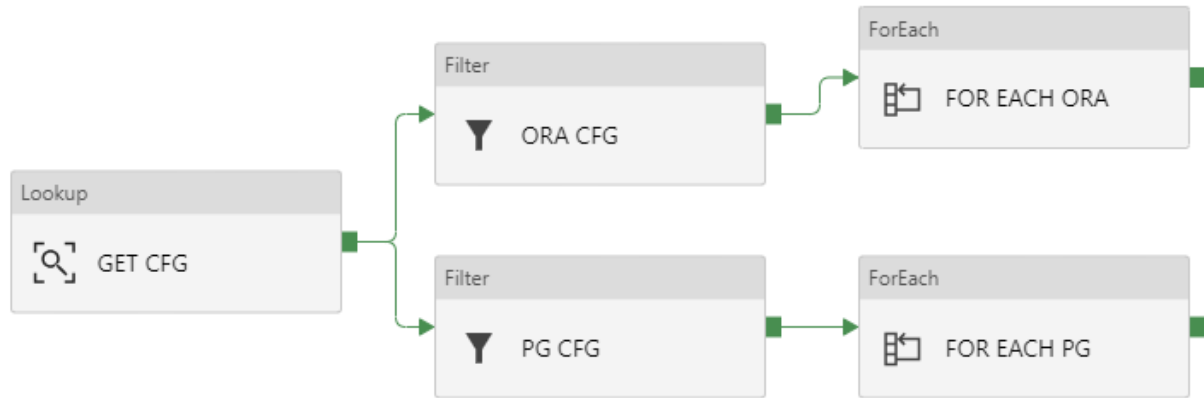 Lookup
GET CFG
Filter
ORA CFG
ForEach
FOR EACH ORA
Filter
PG CFG
ForEach
FOR EACH PG